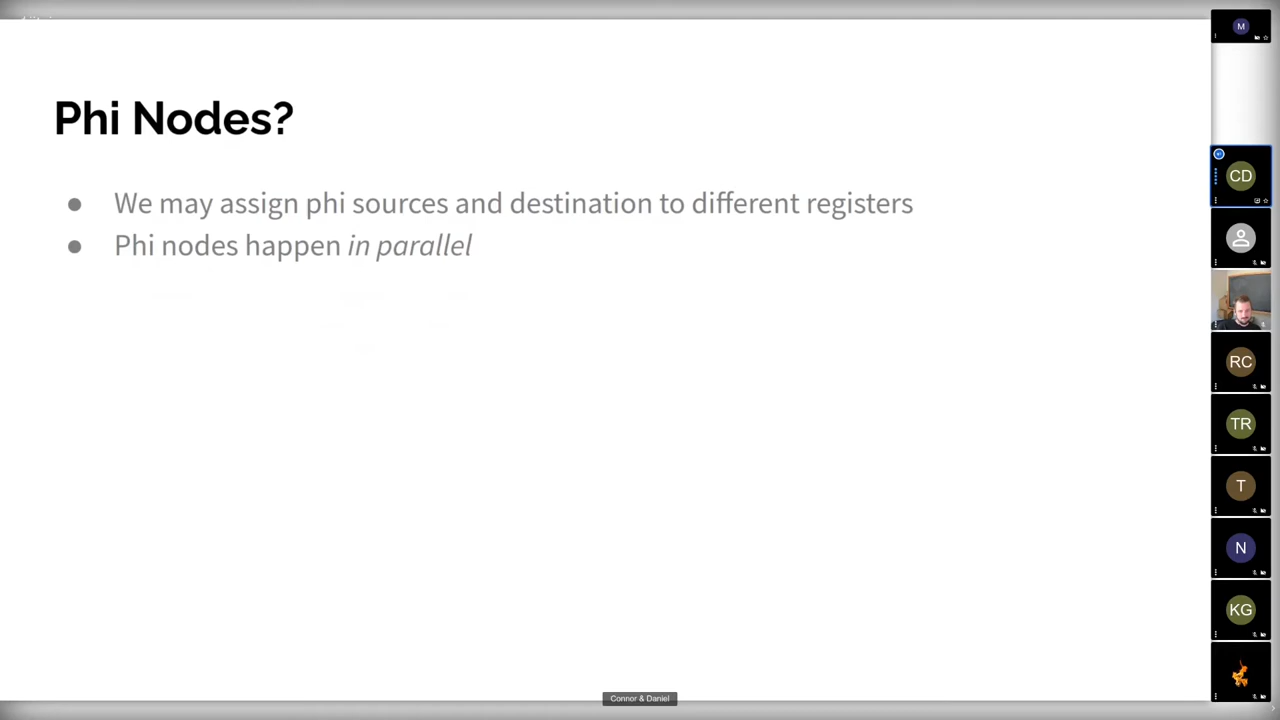 Phi Nodes?
● We may assign phi sources and destination to different registers
● Phi nodes happen in parallel
M
CD
RC
TR
T
N
KG
Connor & Daniel